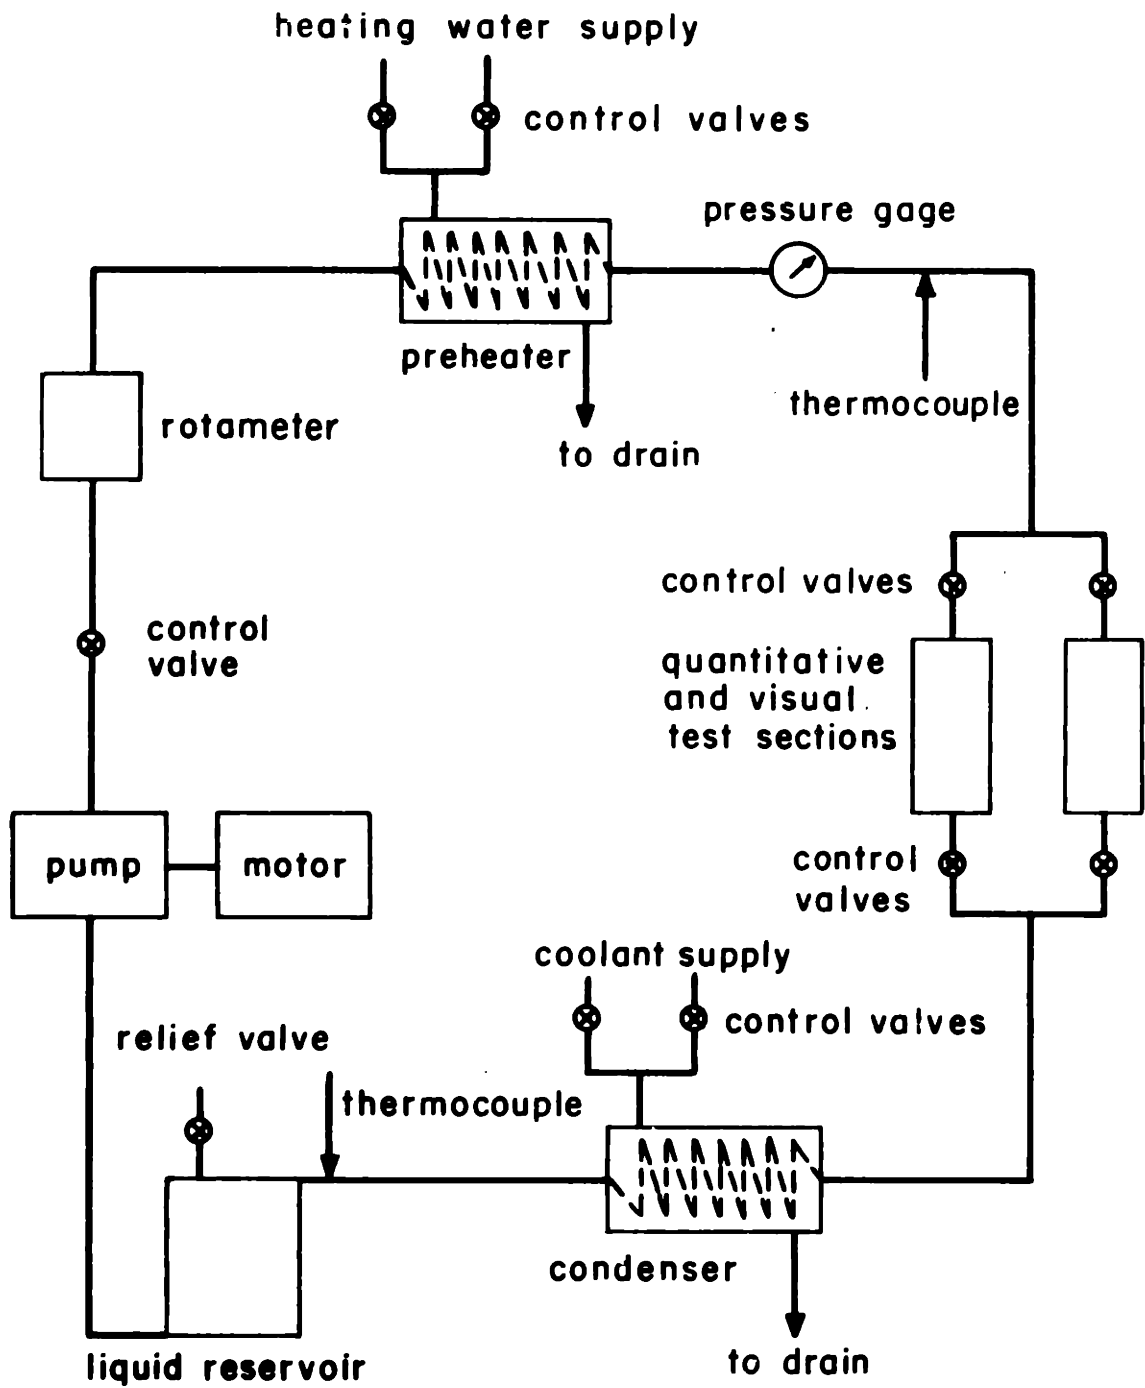 heating water supply
control valves
pressure gage
preheater
thermocouple
rotameter
to drain
control valves
control
valve
quantitative
and visual
test sections
pump
motor
control
valves
coolant supply
control valves
relief valve
thermocouple
condenser
to drain
liquid reservoir